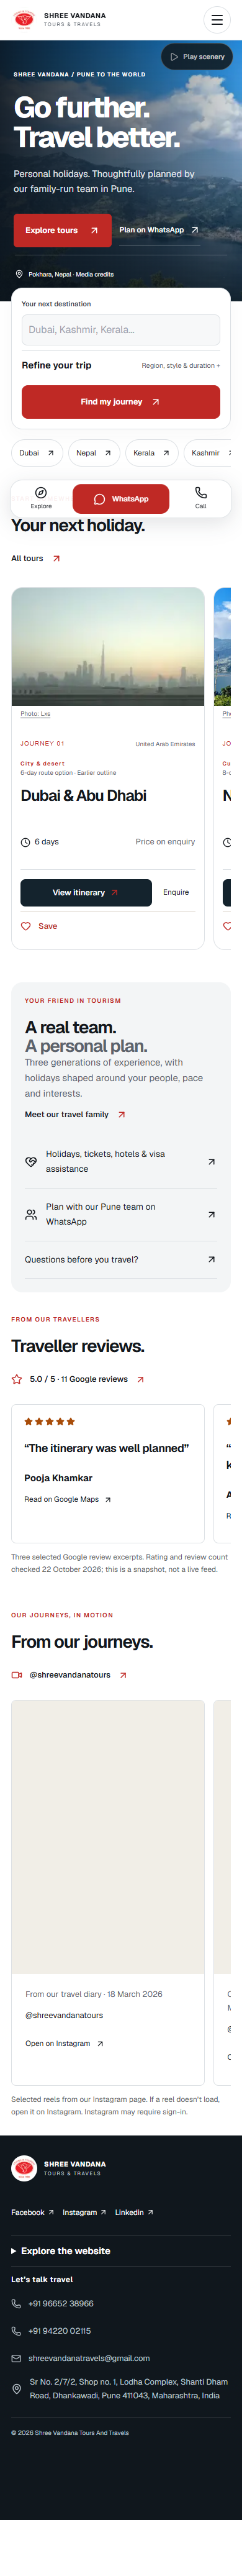 SHREE VANDANA
TOURS & TRAVELS
Play scenery
SHREE VANDANA / PUNE TO THE WORLD
Go further.
Travel better.
Personal holidays. Thoughtfully planned by
our family-run team in Pune.
Explore tours
Plan on WhatsApp
Pokhara, Nepal · Media credits
Your next destination
Dubai, Kashmir, Kerala...
Refine your trip
Region, style & duration +
Find my journey
Dubai
Nepal
Kerala
Kashmir
Explore
WhatsApp
Call
Your next holiday.
All tours
Photo: Lxs
JOURNEY 01
United Arab Emirates
City & desert
6-day route option · Earlier outline
Dubai & Abu Dhabi
6 days
Price on enquiry
View itinerary
Enquire
Save
YOUR FRIEND IN TOURISM
A real team.
A personal plan.
Three generations of experience, with
holidays shaped around your people, pace
and interests.
Meet our travel family
Holidays, tickets, hotels & visa
assistance
Plan with our Pune team on
WhatsApp
Questions before you travel?
FROM OUR TRAVELLERS
Traveller reviews.
5.0 / 5 · 11 Google reviews
“The itinerary was well planned”
Pooja Khamkar
Read on Google Maps
Three selected Google review excerpts. Rating and review count
checked 22 October 2026; this is a snapshot, not a live feed.
OUR JOURNEYS, IN MOTION
From our journeys.
@shreevandanatours
From our travel diary · 18 March 2026
@shreevandanatours
Open on Instagram
Selected reels from our Instagram page. If a reel doesn't load,
open it on Instagram. Instagram may require sign-in.
SHREE VANDANA
TOURS & TRAVELS
Facebook
Instagram
Linkedin
Explore the website
Let's talk travel
+91 96652 38966
+91 94220 02115
shreevandanatravels@gmail.com
Sr No. 2/7/2, Shop no. 1, Lodha Complex, Shanti Dham
Road, Dhankawadi, Pune 411043, Maharashtra, India
© 2026 Shree Vandana Tours And Travels